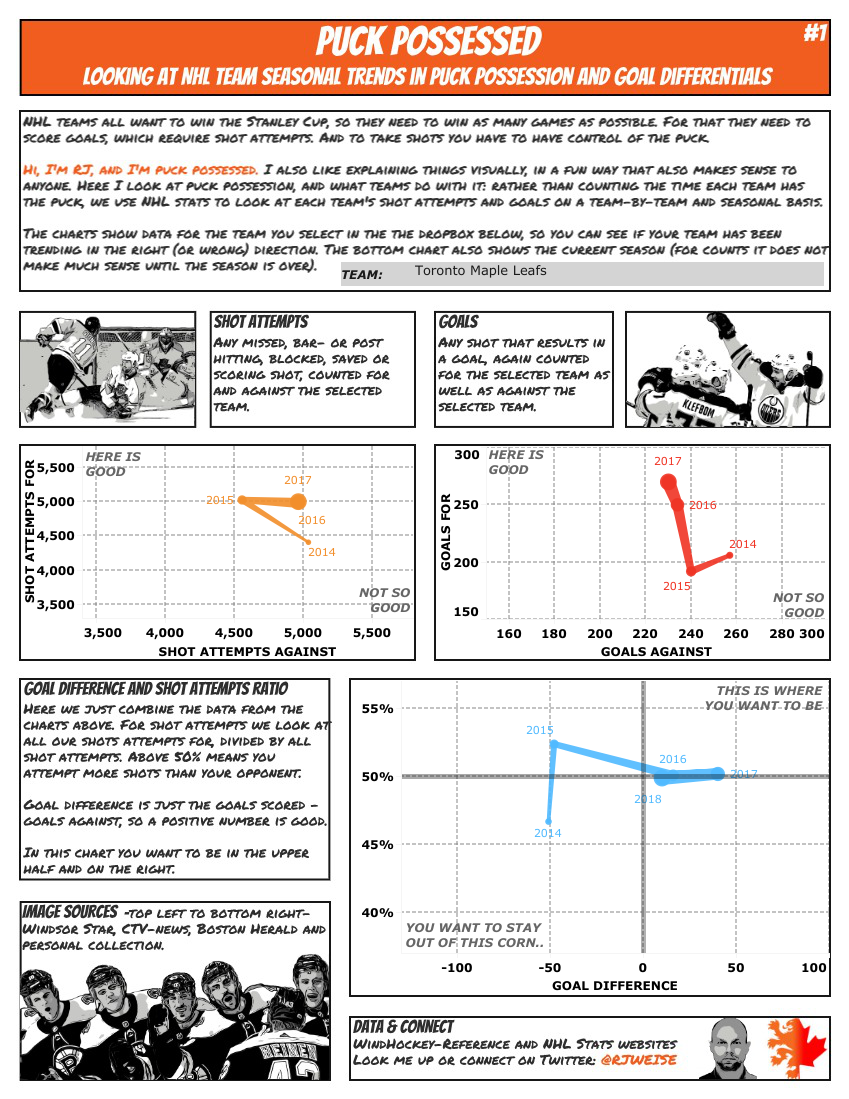 PUCK POSSESSED
#1
LOOKING AT NHL TEAM SEASONAL TRENDS IN PUCK POSSESSION AND GOAL DIFFERENTIALS
NHL TEAMS ALL WANT TO WIN THE STANLEY CUP, SO THEY NEED TO WIN AS MANY GAMES AS POSSIBLE. FOR THAT THEY NEED TO
SCORE GOALS, WHICH REQUIRE SHOT ATTEMPTS. AND TO TAKE SHOTS YOU HAVE TO HAVE CONTROL OF THE PUCK.
HI, I'M RJ, AND I'M PUCK POSSESSED. I ALSO LIKE EXPLAINING THINGS VISUALLY, IN A FUN WAY THAT ALSO MAKES SENSE TO
ANYONE. HERE I LOOK AT PUCK POSSESSION, AND WHAT TEAMS DO WITH IT: RATHER THAN COUNTING THE TIME EACH TEAM HAS
THE PUCK, WE USE NHL STATS TO LOOK AT EACH TEAM'S SHOT ATTEMPTS AND GOALS ON A TEAM-BY-TEAM AND SEASONAL BASIS.
THE CHARTS SHOW DATA FOR THE TEAM YOU SELECT IN THE THE DROPBOX BELOW, SO YOU CAN SEE IF YOUR TEAM HAS BEEN
TRENDING IN THE RIGHT (OR WRONG) DIRECTION. THE BOTTOM CHART ALSO SHOWS THE CURRENT SEASON (FOR COUNTS IT DOES NOT
MAKE MUCH SENSE UNTIL THE SEASON IS OVER).
TEAM: Toronto Maple Leafs
SHOT ATTEMPTS
ANY MISSED, BAR- OR POST
HITTING, BLOCKED, SAVED OR
SCORING SHOT, COUNTED FOR
AND AGAINST THE SELECTED
TEAM.
GOALS
ANY SHOT THAT RESULTS IN
A GOAL, AGAIN COUNTED
FOR THE SELECTED TEAM AS
WELL AS AGAINST THE
SELECTED TEAM.
KLEFBOM
OILERS
HERE IS
GOOD
SHOT ATTEMPTS FOR
5,500
5,000
4,500
4,000
3,500
2015
2017
2016
2014
NOT SO
GOOD
3,500 4,000 4,500 5,000 5,500
SHOT ATTEMPTS AGAINST
HERE IS
GOOD
GOALS FOR
300
250
200
150
2017
2016
2014
2015
NOT SO
GOOD
160 180 200 220 240 260 280 300
GOALS AGAINST
GOAL DIFFERENCE AND SHOT ATTEMPTS RATIO
HERE WE JUST COMBINE THE DATA FROM THE
CHARTS ABOVE. FOR SHOT ATTEMPTS WE LOOK AT
ALL OUR SHOTS ATTEMPTS FOR, DIVIDED BY ALL
SHOT ATTEMPTS. ABOVE 50% MEANS YOU
ATTEMPT MORE SHOTS THAN YOUR OPPONENT.
GOAL DIFFERENCE IS JUST THE GOALS SCORED -
GOALS AGAINST, SO A POSITIVE NUMBER IS GOOD.
IN THIS CHART YOU WANT TO BE IN THE UPPER
HALF AND ON THE RIGHT.
THIS IS WHERE
YOU WANT TO BE
55%
50%
45%
40%
2015
2016
2017
2018
2014
YOU WANT TO STAY
OUT OF THIS CORN..
-100 -50 0 50 100
GOAL DIFFERENCE
IMAGE SOURCES -TOP LEFT TO BOTTOM RIGHT-
WINDSOR STAR, CTV-NEWS, BOSTON HERALD AND
PERSONAL COLLECTION.
HEINEN
43
DATA & CONNECT
WINDHOCKEY-REFERENCE AND NHL STATS WEBSITES
LOOK ME UP OR CONNECT ON TWITTER: @RJWEISE